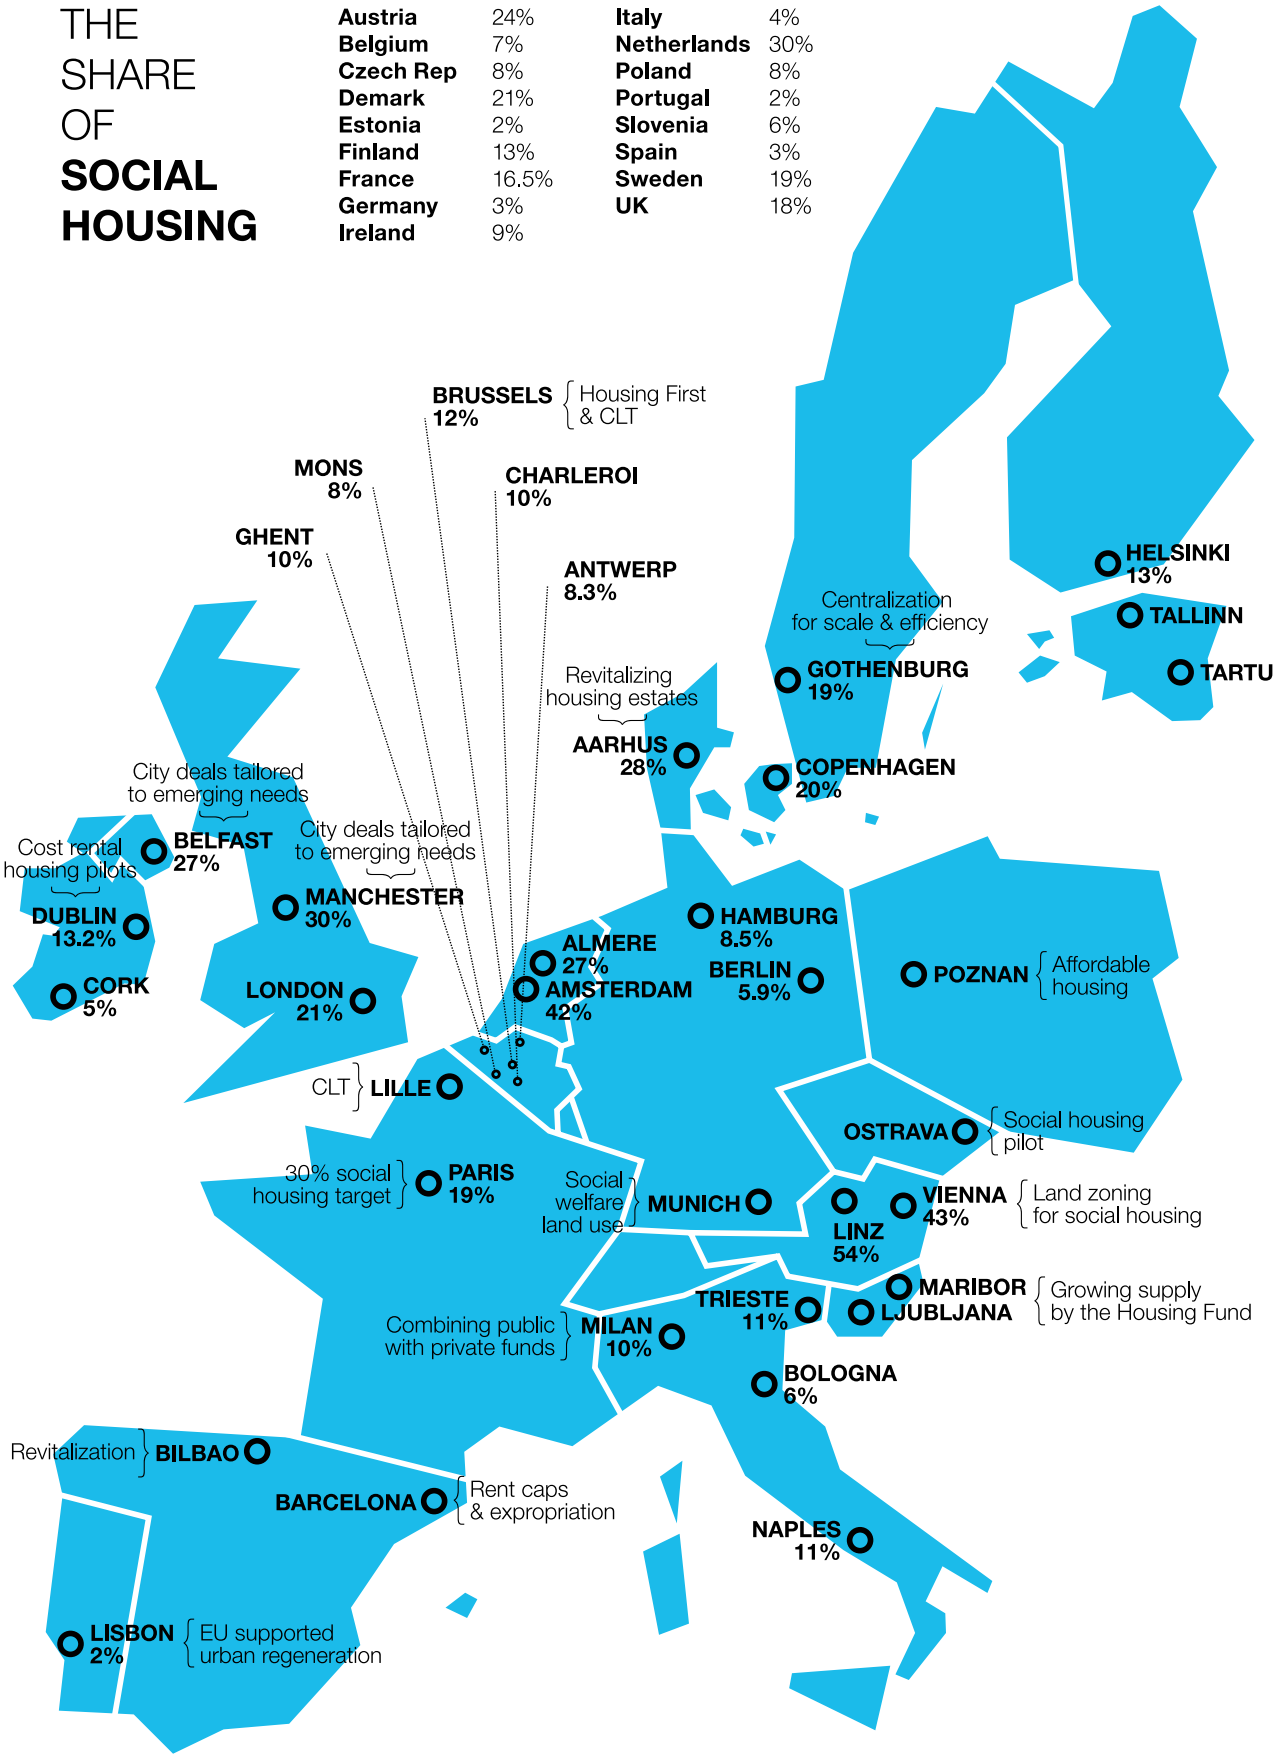 THE
SHARE
OF
SOCIAL
HOUSING
Austria 24%
Belgium 7%
Czech Rep 8%
Demark 21%
Estonia 2%
Finland 13%
France 16.5%
Germany 3%
Ireland 9%
Italy 4%
Netherlands 30%
Poland 8%
Portugal 2%
Slovenia 6%
Spain 3%
Sweden 19%
UK 18%
BRUSSELS
12%
Housing First
& CLT
MONS
8%
CHARLEROI
10%
GHENT
10%
ANTWERP
8.3%
HELSINKI
13%
TALLINN
TARTU
Centralization
for scale & efficiency
GOTHENBURG
19%
Revitalizing
housing estates
AARHUS
28%
COPENHAGEN
20%
City deals tailored
to emerging needs
BELFAST
27%
City deals tailored
to emerging needs
MANCHESTER
30%
Cost rental
housing pilots
DUBLIN
13.2%
CORK
5%
LONDON
21%
ALMERE
27%
AMSTERDAM
42%
HAMBURG
8.5%
BERLIN
5.9%
POZNAN
Affordable
housing
CLT
LILLE
OSTRAVA
Social housing
pilot
30% social
housing target
PARIS
19%
Social
welfare
land use
MUNICH
LINZ
54%
VIENNA
43%
Land zoning
for social housing
MARIBOR
LJUBLJANA
Growing supply
by the Housing Fund
TRIESTE
11%
Combining public
with private funds
MILAN
10%
BOLOGNA
6%
Revitalization
BILBAO
BARCELONA
Rent caps
& expropriation
NAPLES
11%
LISBON
2%
EU supported
urban regeneration